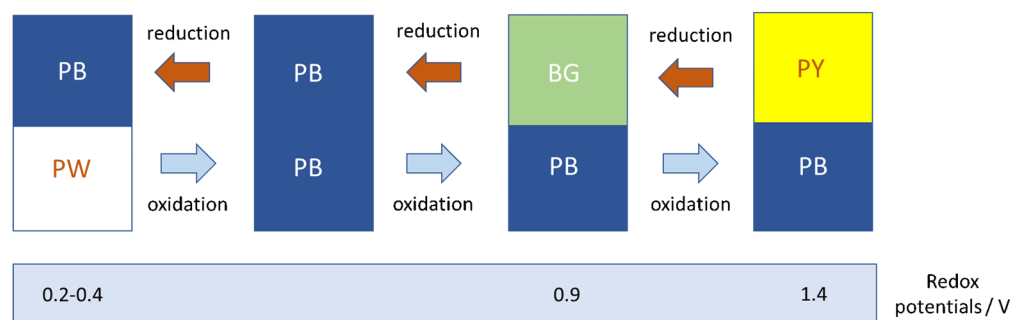 reduction
reduction
reduction
PB
PB
BG
PY
PW
PB
PB
PB
oxidation
oxidation
oxidation
0.2-0.4
0.9
1.4
Redox
potentials / V